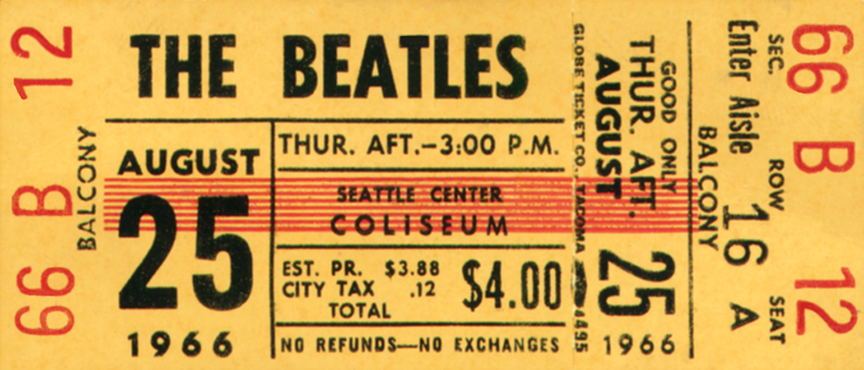 12
B
66
BALCONY
THE BEATLES
AUGUST
25
1966
THUR. AFT.—3:00 P.M.
SEATTLE CENTER
COLISEUM
EST. PR. $3.88
CITY TAX .12
TOTAL
$4.00
NO REFUNDS—NO EXCHANGES
GLOBE TICKET CO., TACOMA
4495
GOOD ONLY
THUR. AFT.
AUGUST
25
1966
BALCONY
Enter Aisle 16 A
SEC. ROW SEAT
66 B 12